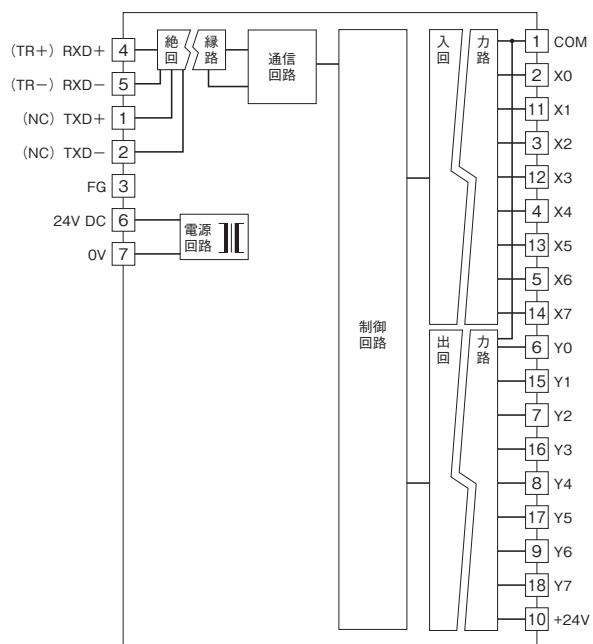 (TR+) RXD+ 4
(TR−) RXD− 5
(NC) TXD+ 1
(NC) TXD− 2
FG 3
24V DC 6
0V 7
絶縁
回路
通信
回路
電源
回路
制御
回路
入力
回路
出力
回路
1 COM
2 X0
11 X1
3 X2
12 X3
4 X4
13 X5
5 X6
14 X7
6 Y0
15 Y1
7 Y2
16 Y3
8 Y4
17 Y5
9 Y6
18 Y7
10 +24V